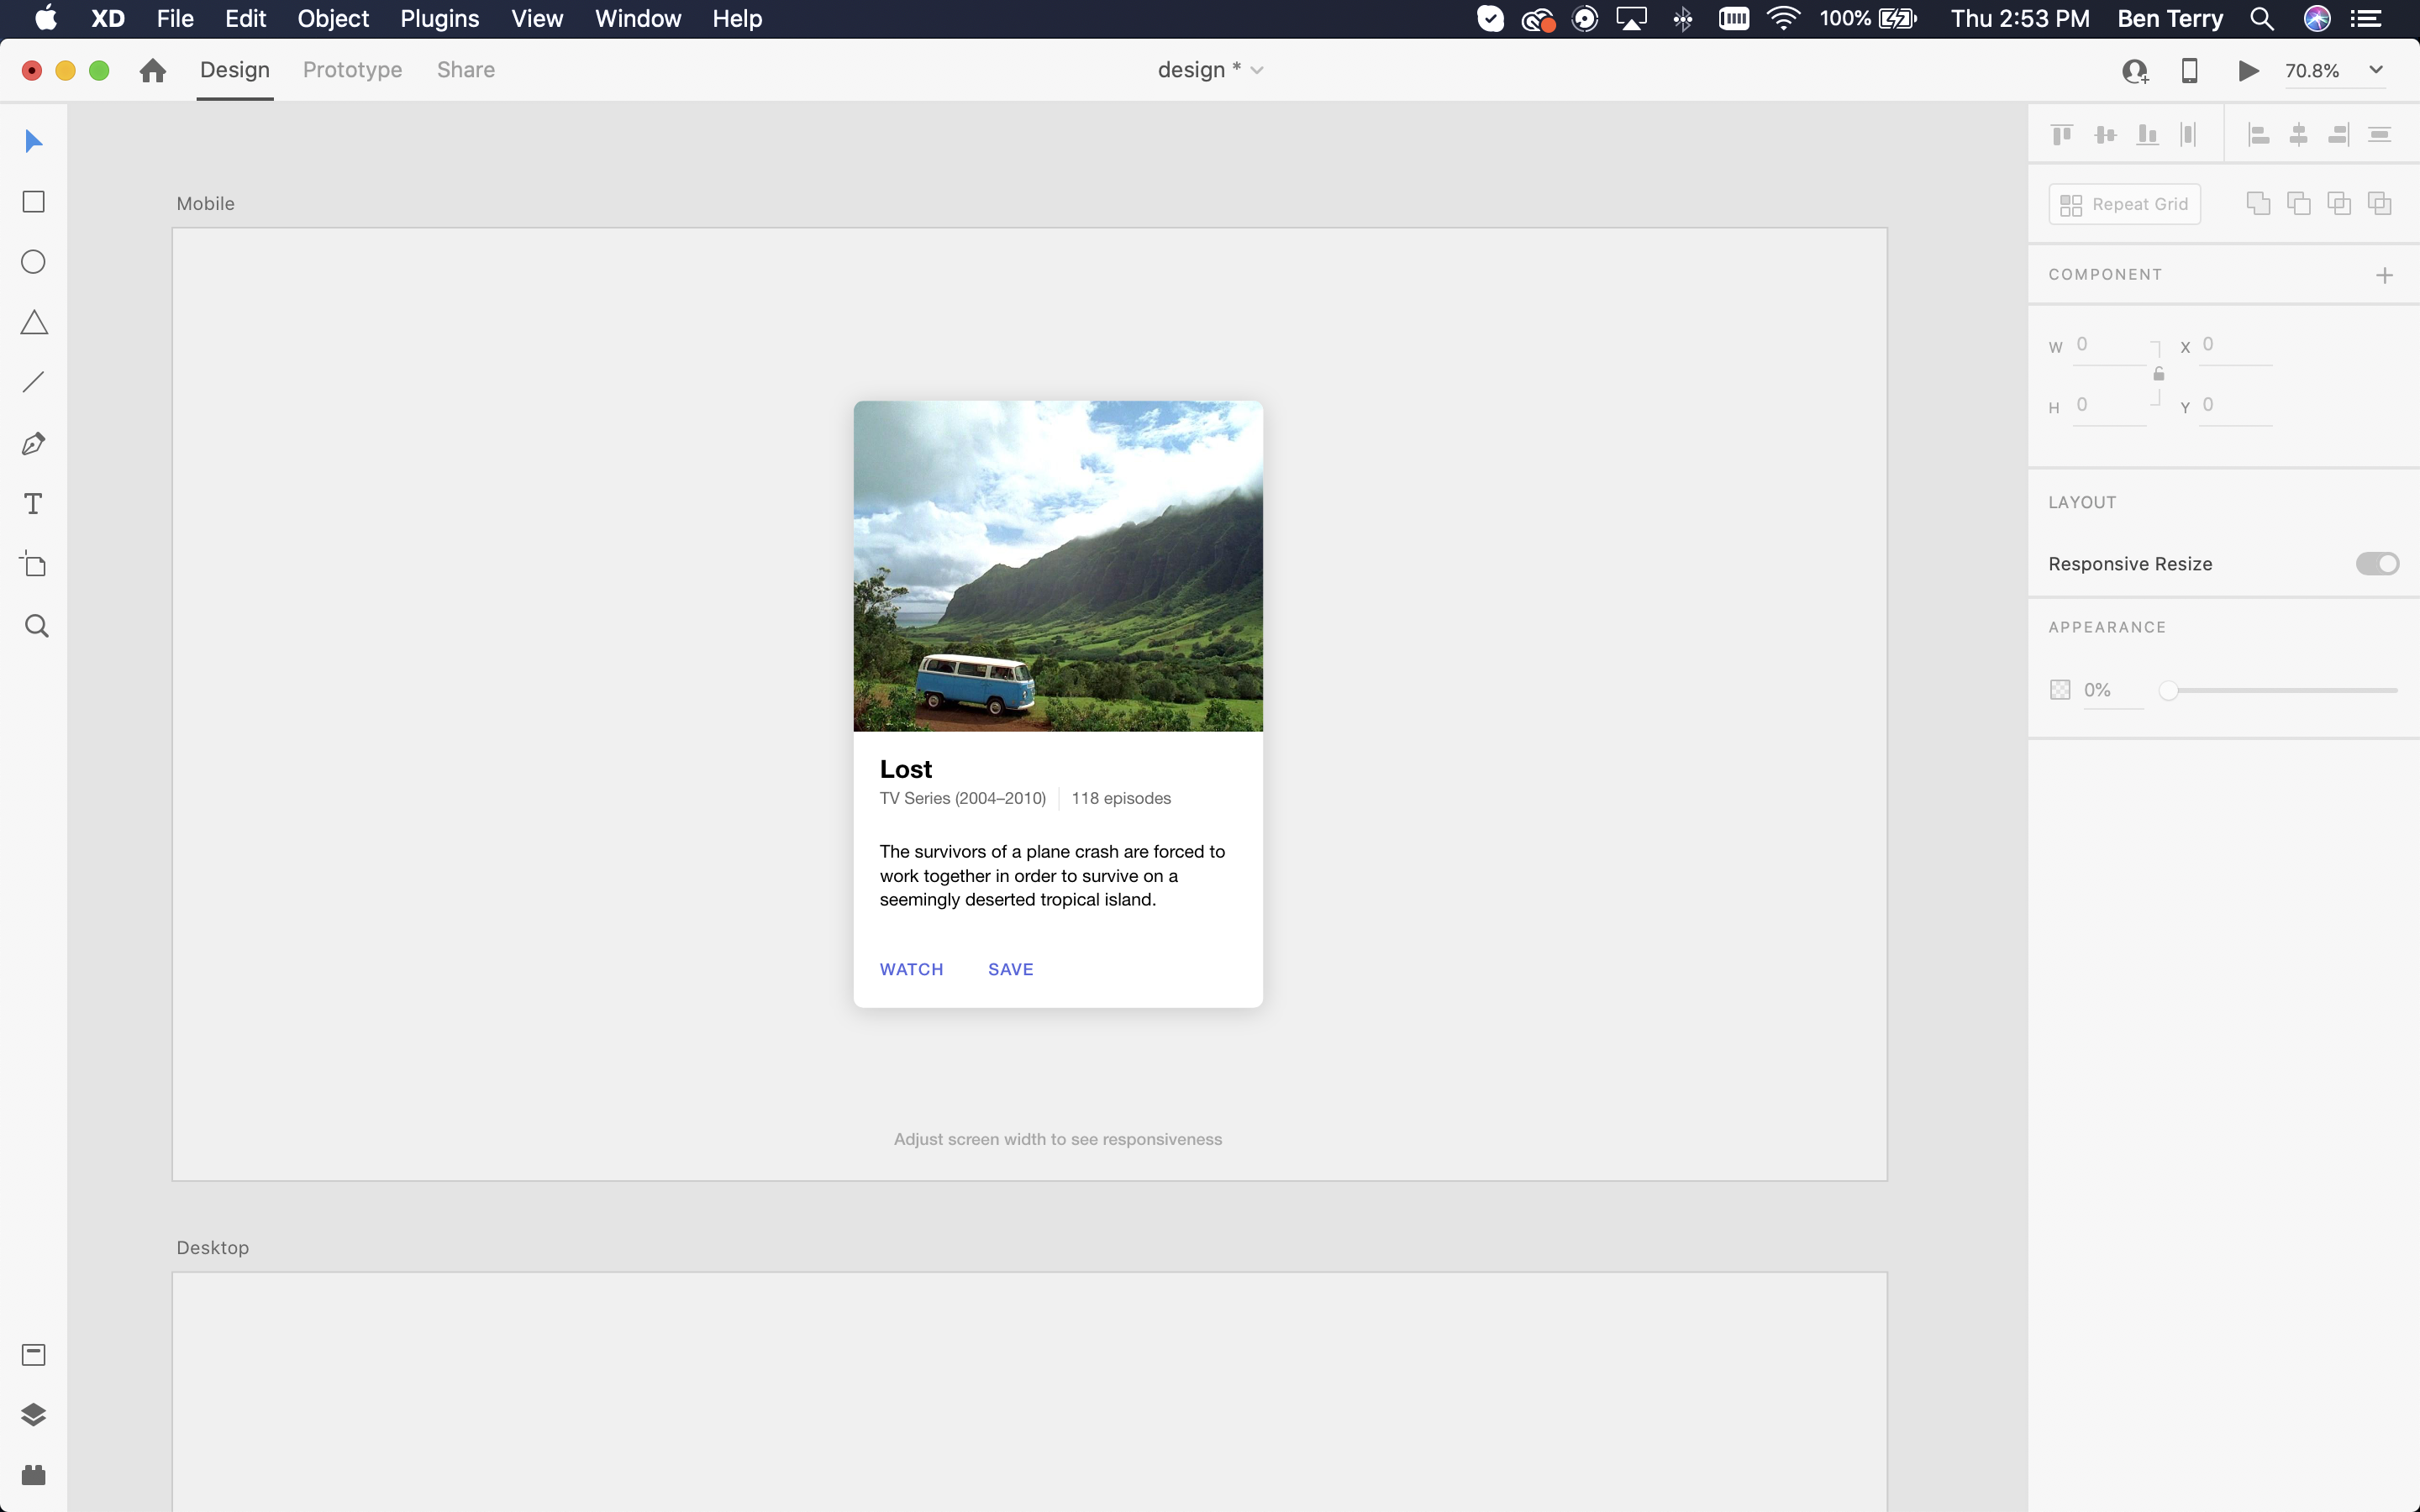 XD File Edit Object Plugins View Window Help 100% Thu 2:53 PM Ben Terry
Design Prototype Share design * 70.8%
Mobile
Repeat Grid
COMPONENT
W 0 X 0
H 0 Y 0
LAYOUT
Responsive Resize
APPEARANCE
0%
Lost
TV Series (2004–2010) 118 episodes
The survivors of a plane crash are forced to
work together in order to survive on a
seemingly deserted tropical island.
WATCH SAVE
Adjust screen width to see responsiveness
Desktop